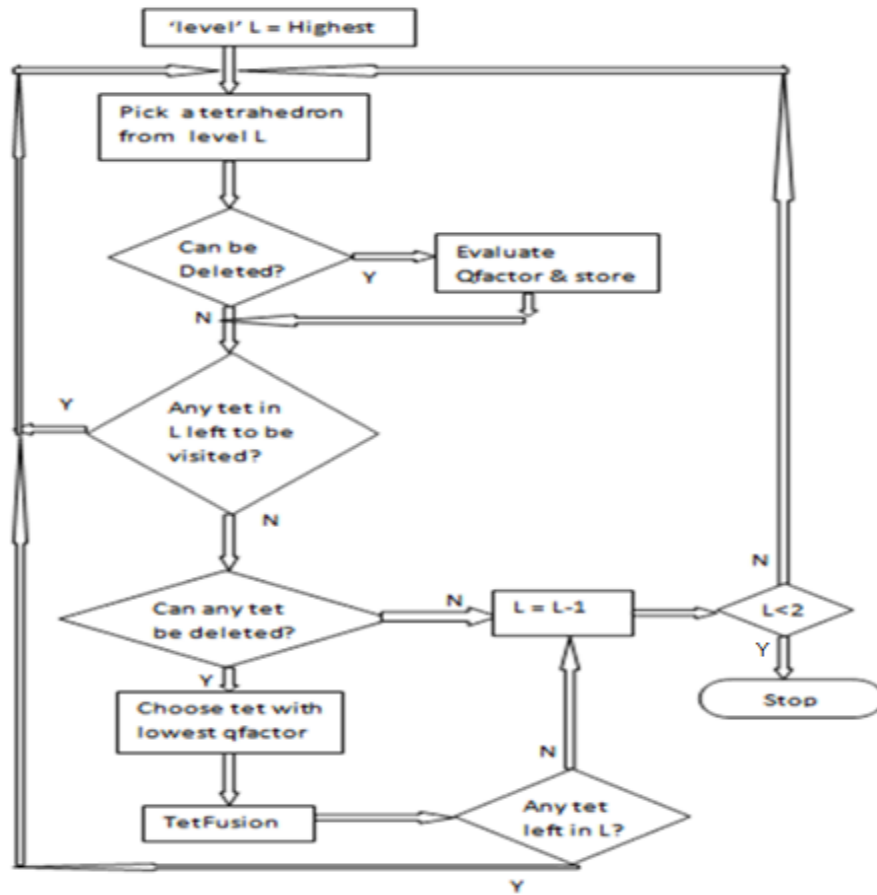 ‘level’ L = Highest
Pick a tetrahedron
from level L
Can be
Deleted?
Y
Evaluate
Qfactor & store
N
Y
Any tet in
L left to be
visited?
N
Can any tet
be deleted?
N
L = L-1
N
L<2
Y
Stop
Y
Choose tet with
lowest qfactor
N
TetFusion
Any tet
left in L?
Y